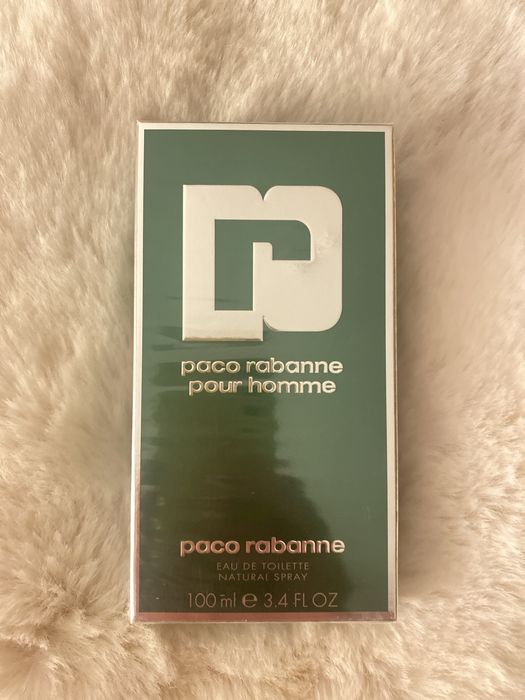 paco rabanne
pour homme
paco rabanne
EAU DE TOILETTE
NATURAL SPRAY
100 ml e 3.4 FL OZ